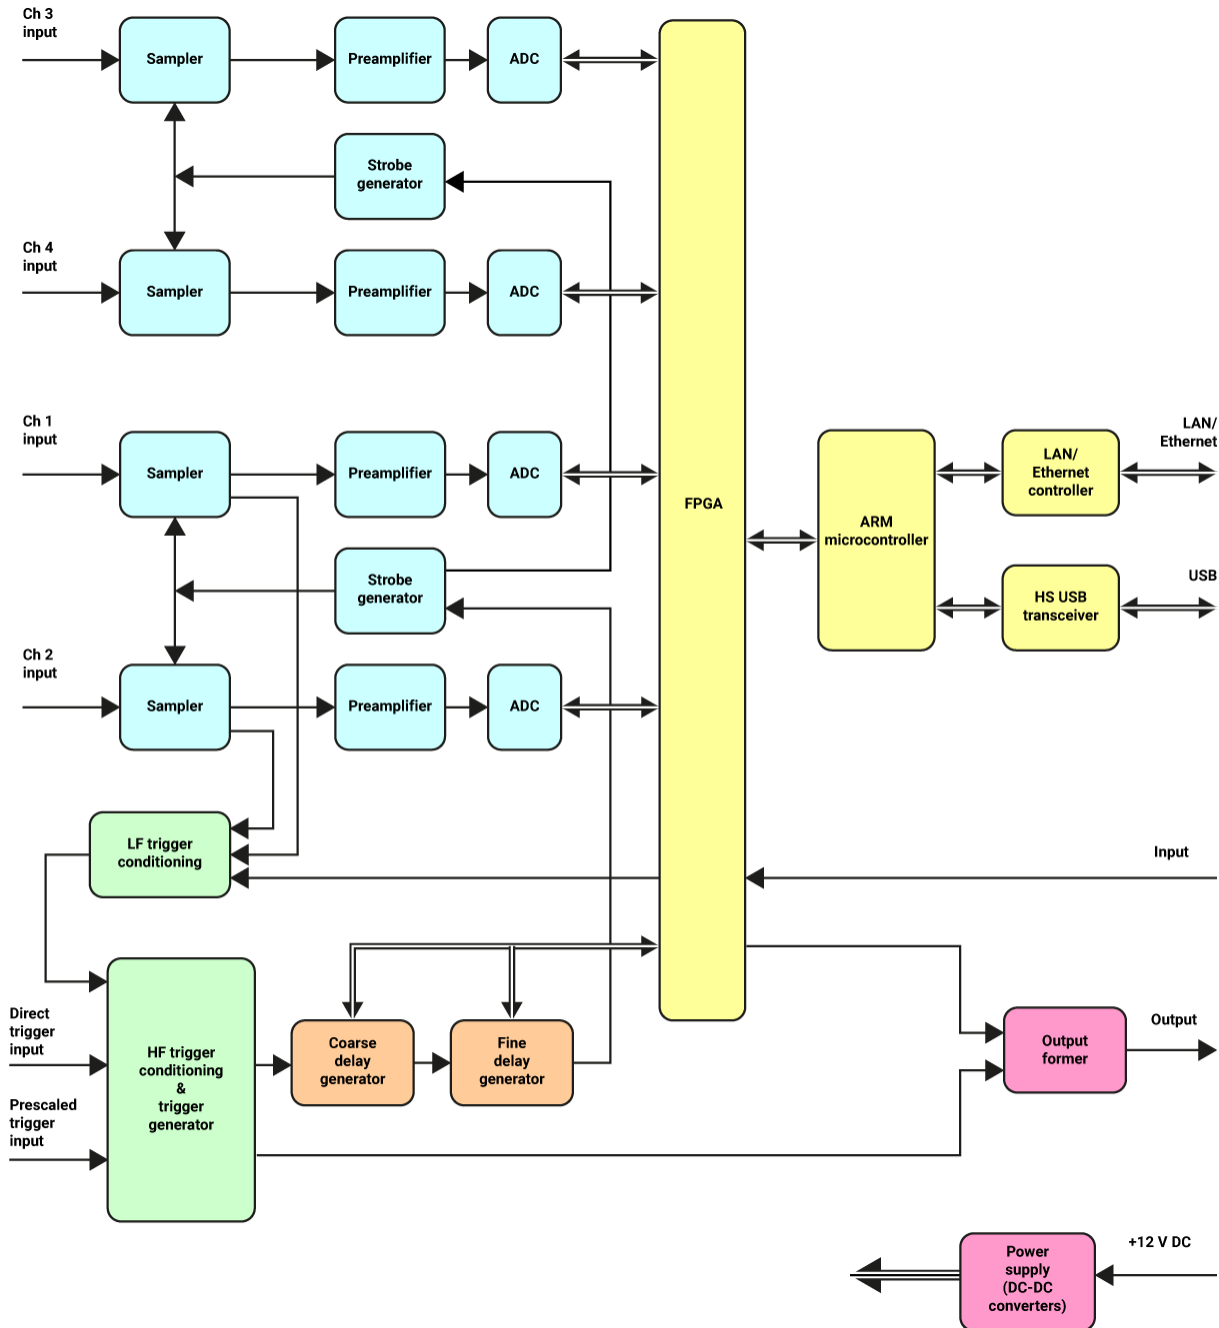 Ch 3
input
Sampler
Preamplifier
ADC
Strobe
generator
Ch 4
input
Sampler
Preamplifier
ADC
Ch 1
input
Sampler
Preamplifier
ADC
FPGA
ARM
microcontroller
LAN/
Ethernet
controller
LAN/
Ethernet
Strobe
generator
HS USB
transceiver
USB
Ch 2
input
Sampler
Preamplifier
ADC
LF trigger
conditioning
Input
Direct
trigger
input
Prescaled
trigger
input
HF trigger
conditioning
&
trigger
generator
Coarse
delay
generator
Fine
delay
generator
Output
former
Output
Power
supply
(DC-DC
converters)
+12 V DC